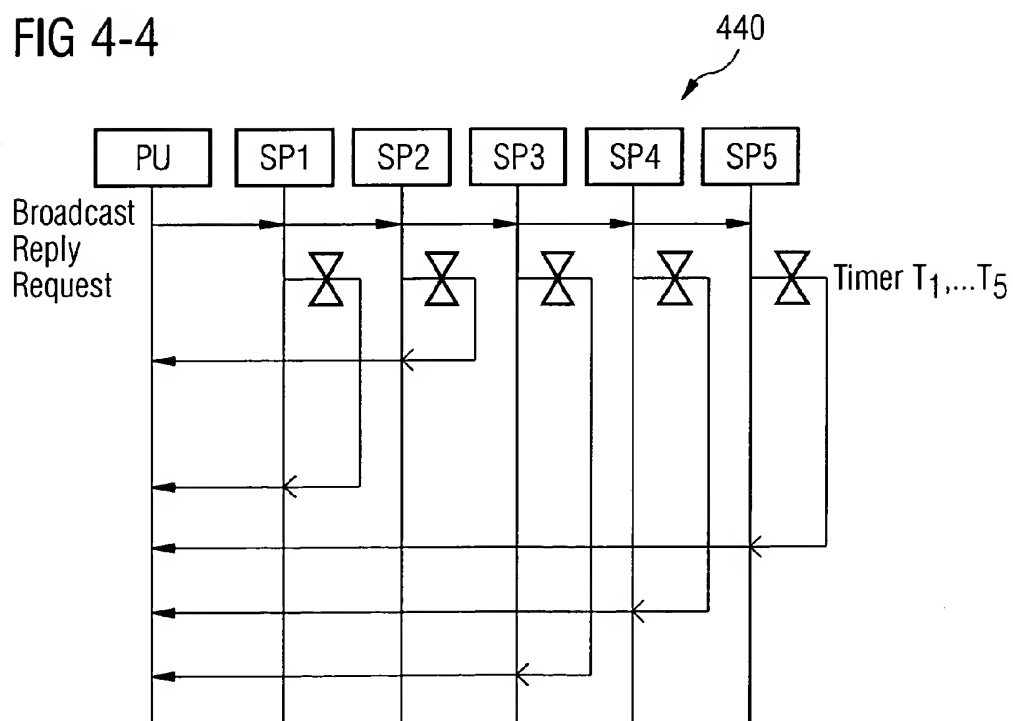 FIG 4-4
440
PU
SP1
SP2
SP3
SP4
SP5
Broadcast
Reply
Request
Timer T1,...T5